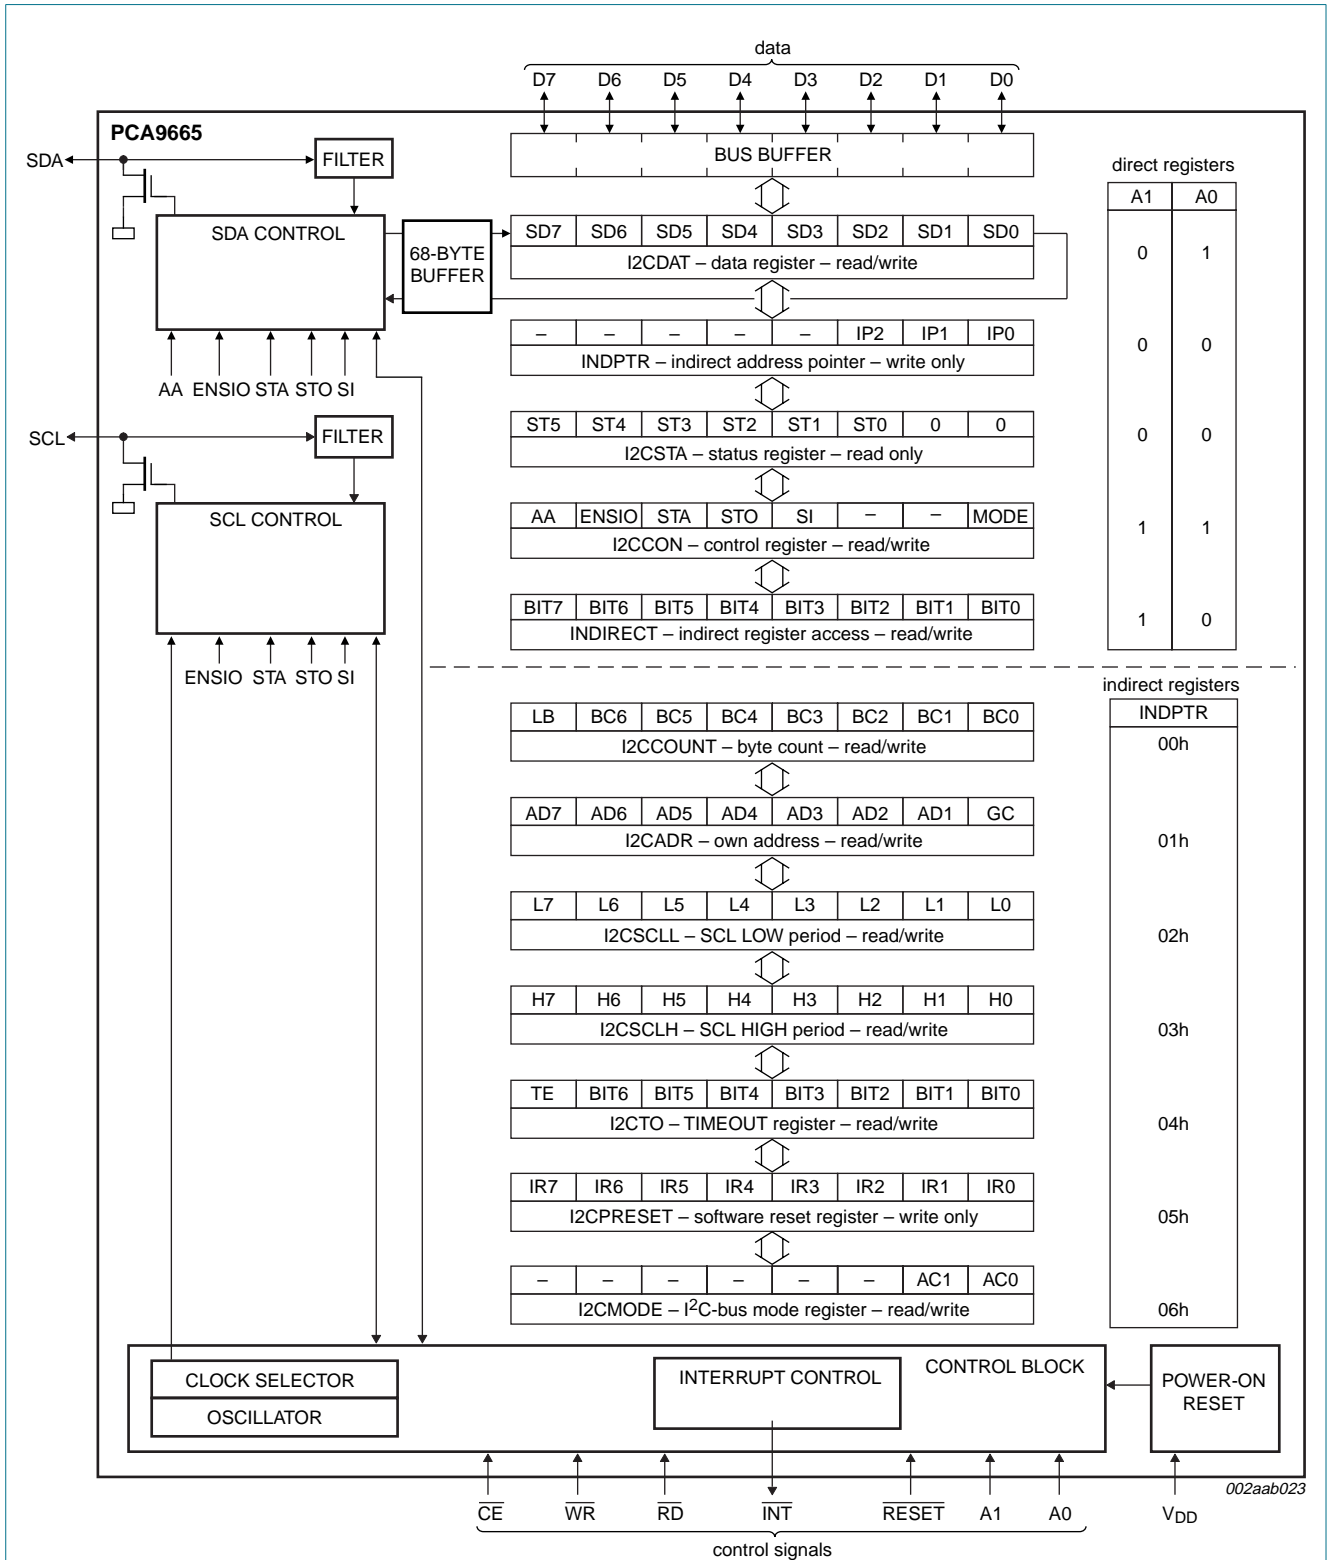 data
D7 D6 D5 D4 D3 D2 D1 D0
PCA9665
SDA
FILTER
BUS BUFFER
direct registers
A1 A0
SDA CONTROL
68-BYTE
BUFFER
SD7 SD6 SD5 SD4 SD3 SD2 SD1 SD0
I2CDAT – data register – read/write
0 1
– – – – – IP2 IP1 IP0
INDPTR – indirect address pointer – write only
0 0
AA ENSIO STA STO SI
SCL
FILTER
ST5 ST4 ST3 ST2 ST1 ST0 0 0
I2CSTA – status register – read only
0 0
SCL CONTROL
AA ENSIO STA STO SI – – MODE
I2CCON – control register – read/write
1 1
BIT7 BIT6 BIT5 BIT4 BIT3 BIT2 BIT1 BIT0
INDIRECT – indirect register access – read/write
1 0
ENSIO STA STO SI
indirect registers
INDPTR
LB BC6 BC5 BC4 BC3 BC2 BC1 BC0
I2CCOUNT – byte count – read/write
00h
AD7 AD6 AD5 AD4 AD3 AD2 AD1 GC
I2CADR – own address – read/write
01h
L7 L6 L5 L4 L3 L2 L1 L0
I2CSCLL – SCL LOW period – read/write
02h
H7 H6 H5 H4 H3 H2 H1 H0
I2CSCLH – SCL HIGH period – read/write
03h
TE BIT6 BIT5 BIT4 BIT3 BIT2 BIT1 BIT0
I2CTO – TIMEOUT register – read/write
04h
IR7 IR6 IR5 IR4 IR3 IR2 IR1 IR0
I2CPRESET – software reset register – write only
05h
– – – – – – AC1 AC0
I2CMODE – I²C-bus mode register – read/write
06h
CLOCK SELECTOR
OSCILLATOR
INTERRUPT CONTROL
CONTROL BLOCK
POWER-ON
RESET
002aab023
C̅E̅ W̅R̅ R̅D̅ I̅N̅T̅ R̅E̅S̅E̅T̅ A1 A0 VDD
control signals